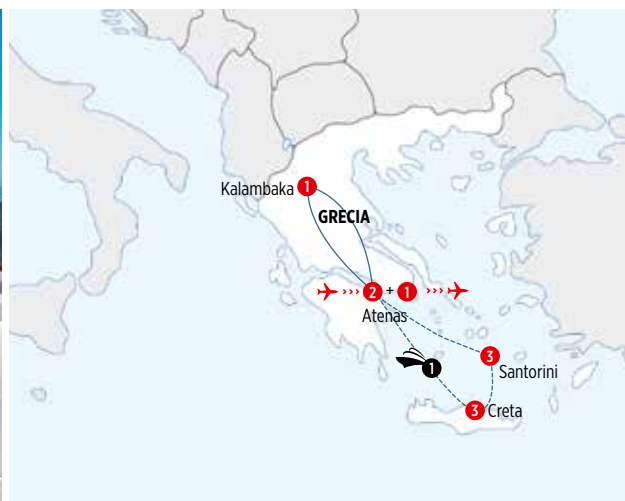 Kalambaka 1
GRECIA
2 + 1
Atenas
3
Santorini
1
3 Creta